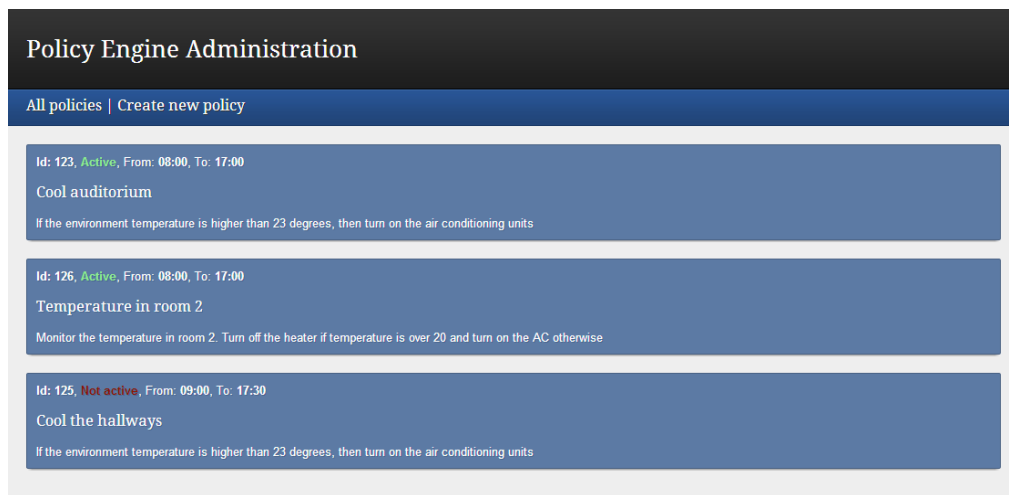 Policy Engine Administration
All policies | Create new policy
Id: 123, Active, From: 08:00, To: 17:00
Cool auditorium
If the environment temperature is higher than 23 degrees, then turn on the air conditioning units
Id: 126, Active, From: 08:00, To: 17:00
Temperature in room 2
Monitor the temperature in room 2. Turn off the heater if temperature is over 20 and turn on the AC otherwise
Id: 125, Not active, From: 09:00, To: 17:30
Cool the hallways
If the environment temperature is higher than 23 degrees, then turn on the air conditioning units